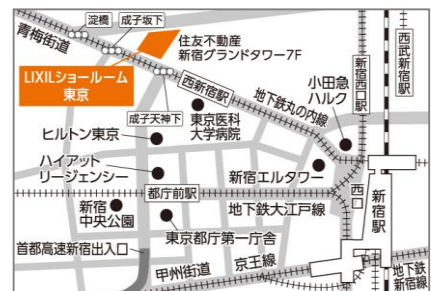 淀橋
成子坂下
青梅街道
住友不動産
新宿グランドタワー7F
LIXILショールーム
東京
成子天神下
西新宿駅
地下鉄丸の内線
東京医科
大学病院
小田急
ハルク
新宿西口駅
西武新宿駅
ヒルトン東京
ハイアット
リージェンシー
新宿エルタワー
都庁前駅
地下鉄大江戸線
西口
新宿駅
新宿
中央公園
東京都庁第一庁舎
首都高速新宿出入口
甲州街道
京王線
地下鉄
新宿線